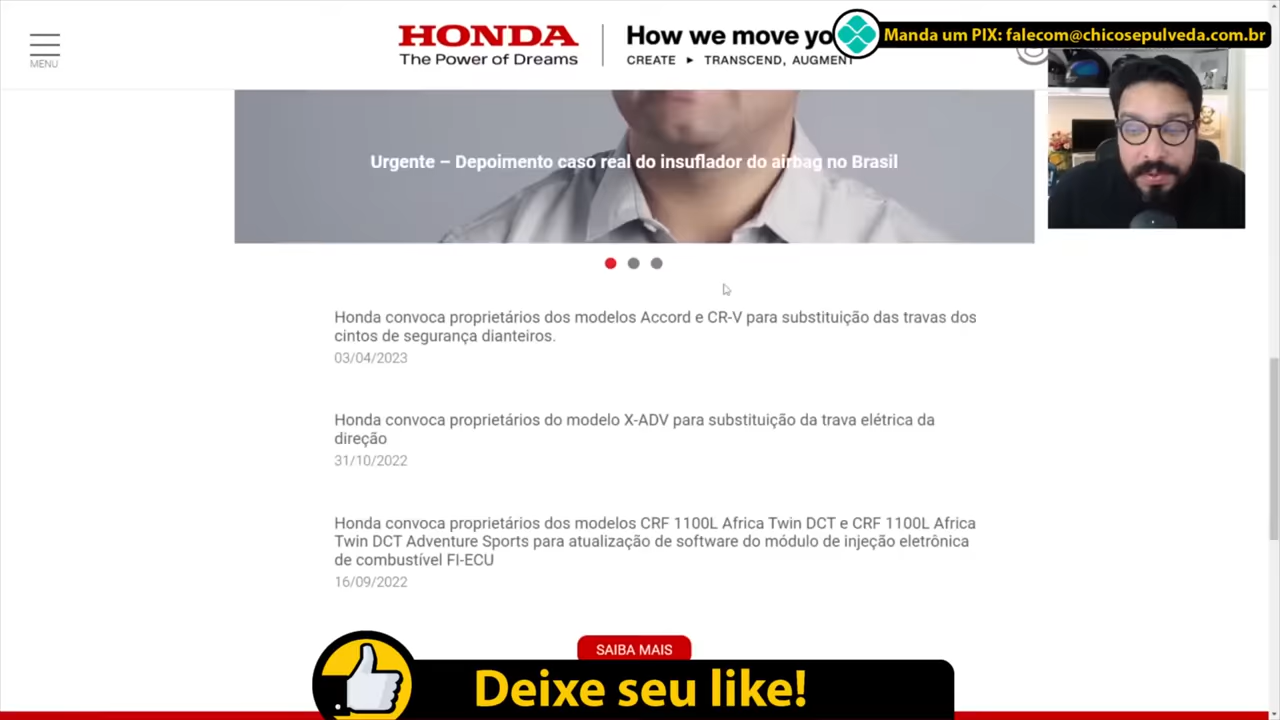 MENU
HONDA
The Power of Dreams
How we move yo
CREATE ▸ TRANSCEND, AUGMENT
Manda um PIX: falecom@chicosepulveda.com.br
Urgente – Depoimento caso real do insuflador do airbag no Brasil
Honda convoca proprietários dos modelos Accord e CR-V para substituição das travas dos
cintos de segurança dianteiros.
03/04/2023
Honda convoca proprietários do modelo X-ADV para substituição da trava elétrica da
direção
31/10/2022
Honda convoca proprietários dos modelos CRF 1100L Africa Twin DCT e CRF 1100L Africa
Twin DCT Adventure Sports para atualização de software do módulo de injeção eletrônica
de combustível FI-ECU
16/09/2022
SAIBA MAIS
Deixe seu like!